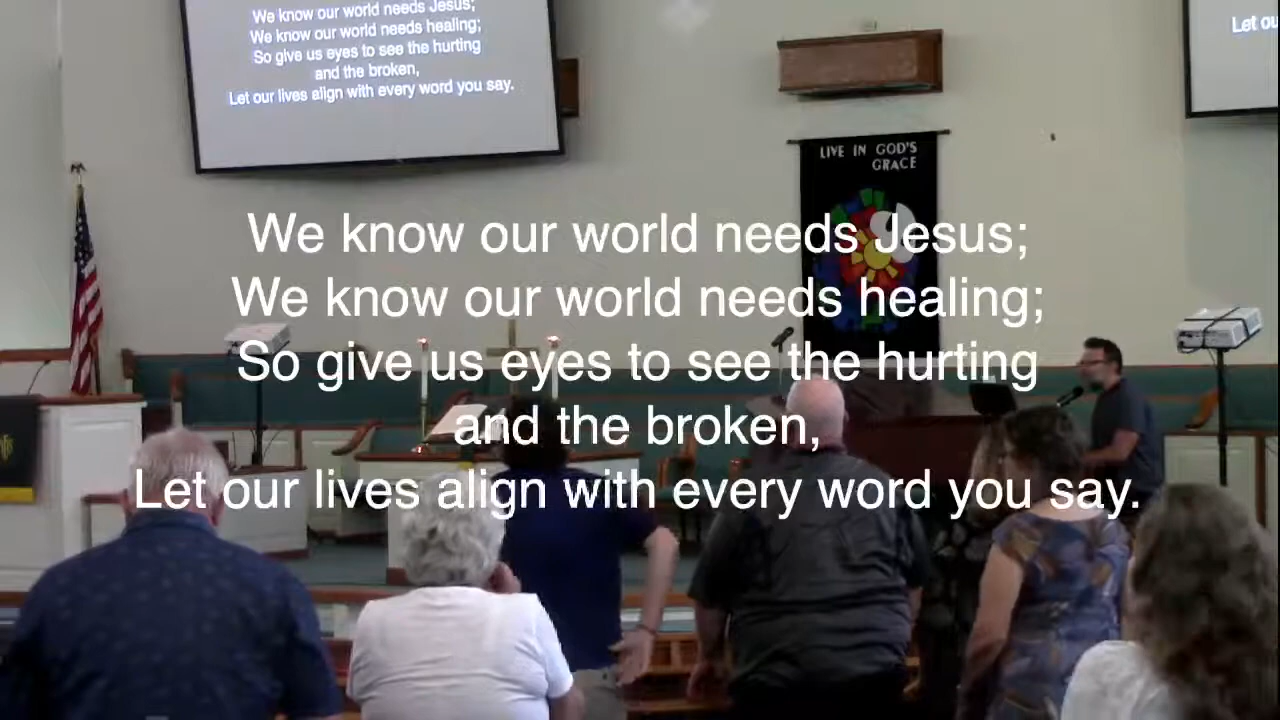 We know our world needs Jesus;
We know our world needs healing;
So give us eyes to see the hurting
and the broken,
Let our lives align with every word you say.
Let ou
LIVE IN GOD'S
GRACE
We know our world needs Jesus;
We know our world needs healing;
So give us eyes to see the hurting
and the broken,
Let our lives align with every word you say.